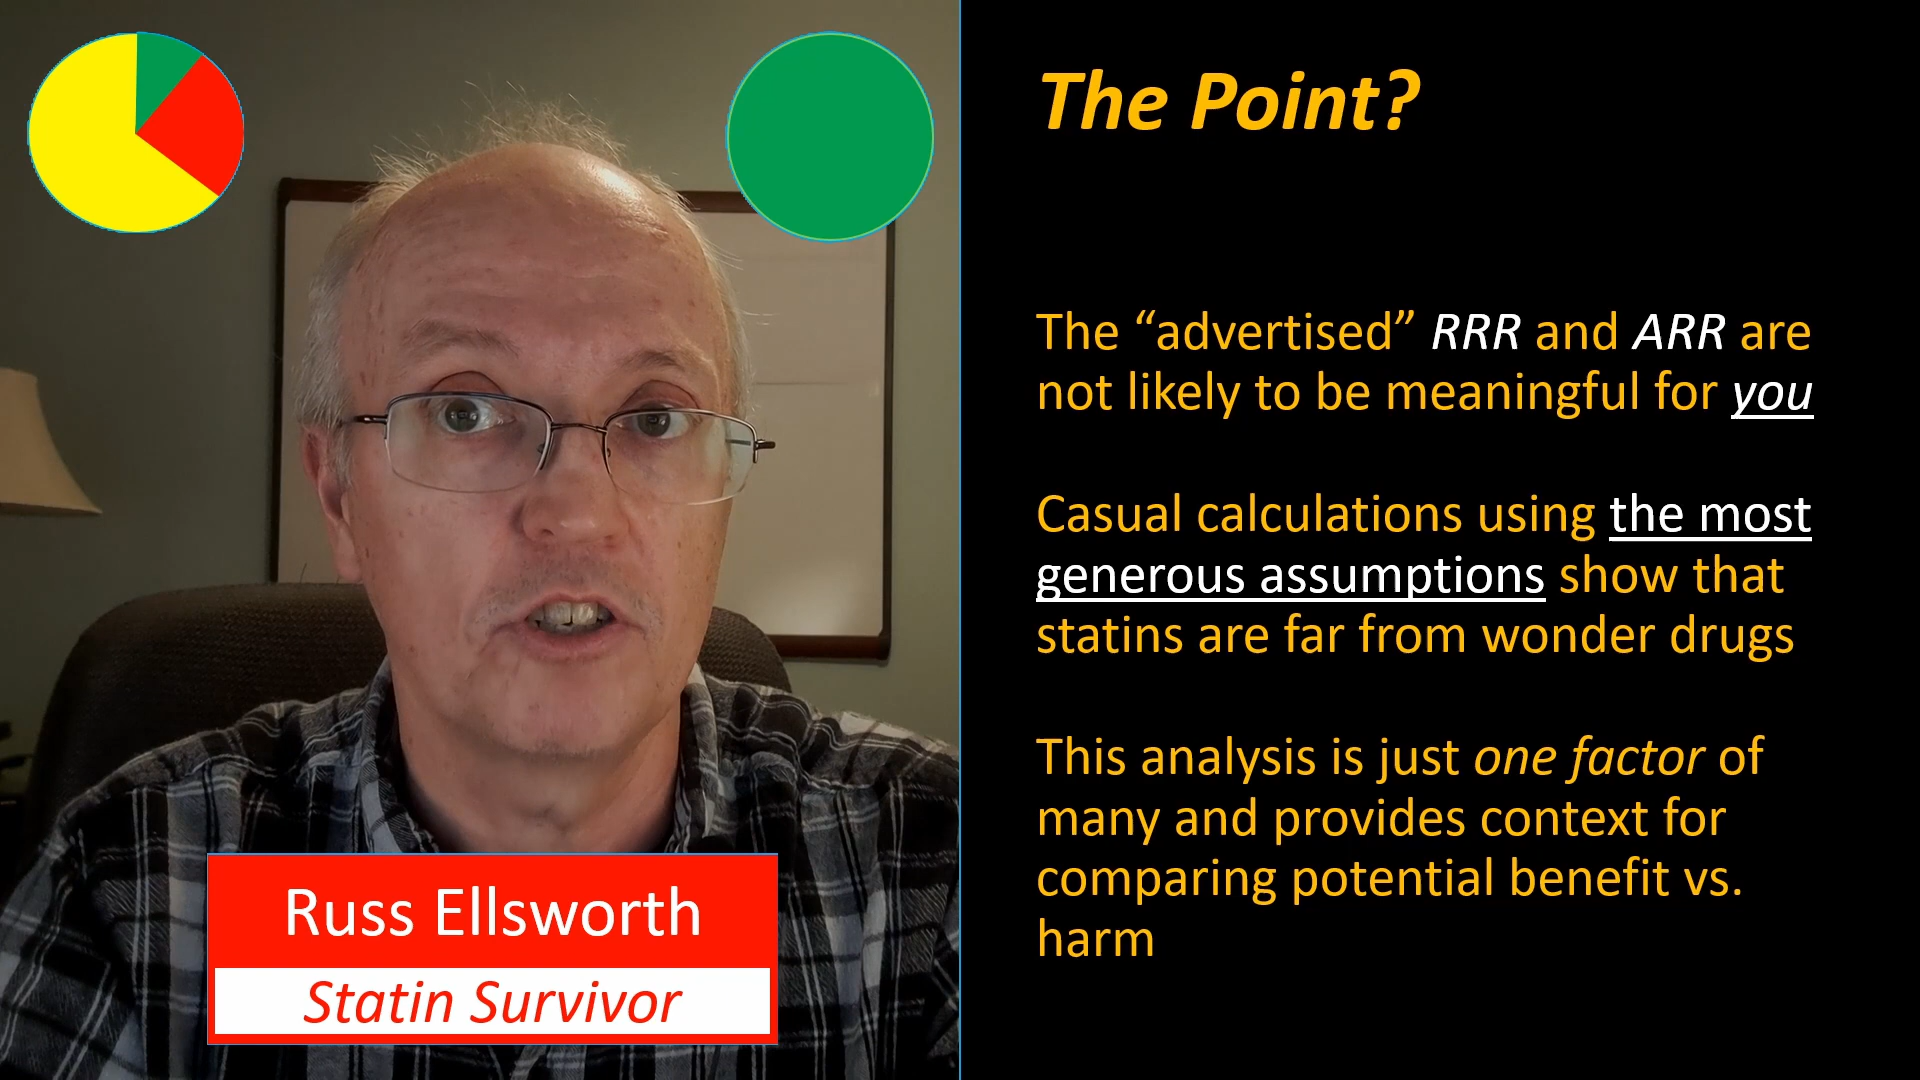 The Point?
The “advertised” RRR and ARR are
not likely to be meaningful for you
Casual calculations using the most
generous assumptions show that
statins are far from wonder drugs
This analysis is just one factor of
many and provides context for
comparing potential benefit vs.
harm
Russ Ellsworth
Statin Survivor